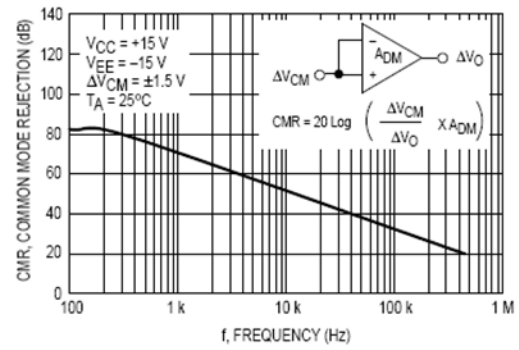 CMR, COMMON MODE REJECTION (dB)
140
120
100
80
60
40
20
0
VCC = +15 V
VEE = –15 V
ΔVCM = ±1.5 V
TA = 25°C
ΔVCM
–
+
ADM
ΔVO
CMR = 20 Log ( ΔVCM / ΔVO X ADM )
100
1 k
10 k
100 k
1 M
f, FREQUENCY (Hz)